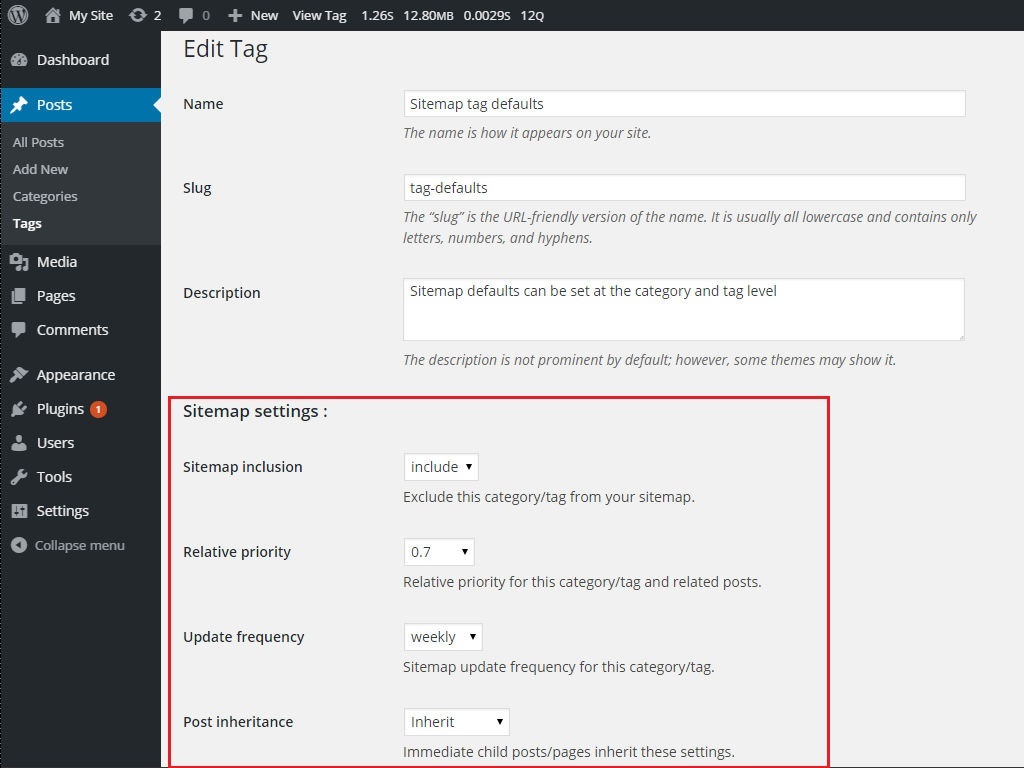 My Site 2 0 New View Tag 1.26S 12.80MB 0.0029S 12Q
Dashboard
Posts
All Posts
Add New
Categories
Tags
Media
Pages
Comments
Appearance
Plugins 1
Users
Tools
Settings
Collapse menu
Edit Tag
Name
Sitemap tag defaults
The name is how it appears on your site.
Slug
tag-defaults
The “slug” is the URL-friendly version of the name. It is usually all lowercase and contains only
letters, numbers, and hyphens.
Description
Sitemap defaults can be set at the category and tag level
The description is not prominent by default; however, some themes may show it.
Sitemap settings :
Sitemap inclusion
include
Exclude this category/tag from your sitemap.
Relative priority
0.7
Relative priority for this category/tag and related posts.
Update frequency
weekly
Sitemap update frequency for this category/tag.
Post inheritance
Inherit
Immediate child posts/pages inherit these settings.